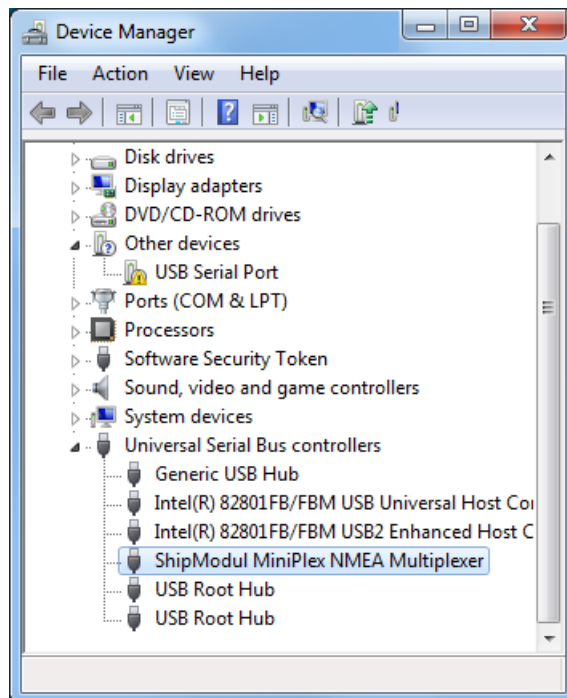 Device Manager
File Action View Help
Disk drives
Display adapters
DVD/CD-ROM drives
Other devices
USB Serial Port
Ports (COM & LPT)
Processors
Software Security Token
Sound, video and game controllers
System devices
Universal Serial Bus controllers
Generic USB Hub
Intel(R) 82801FB/FBM USB Universal Host Co
Intel(R) 82801FB/FBM USB2 Enhanced Host C
ShipModul MiniPlex NMEA Multiplexer
USB Root Hub
USB Root Hub